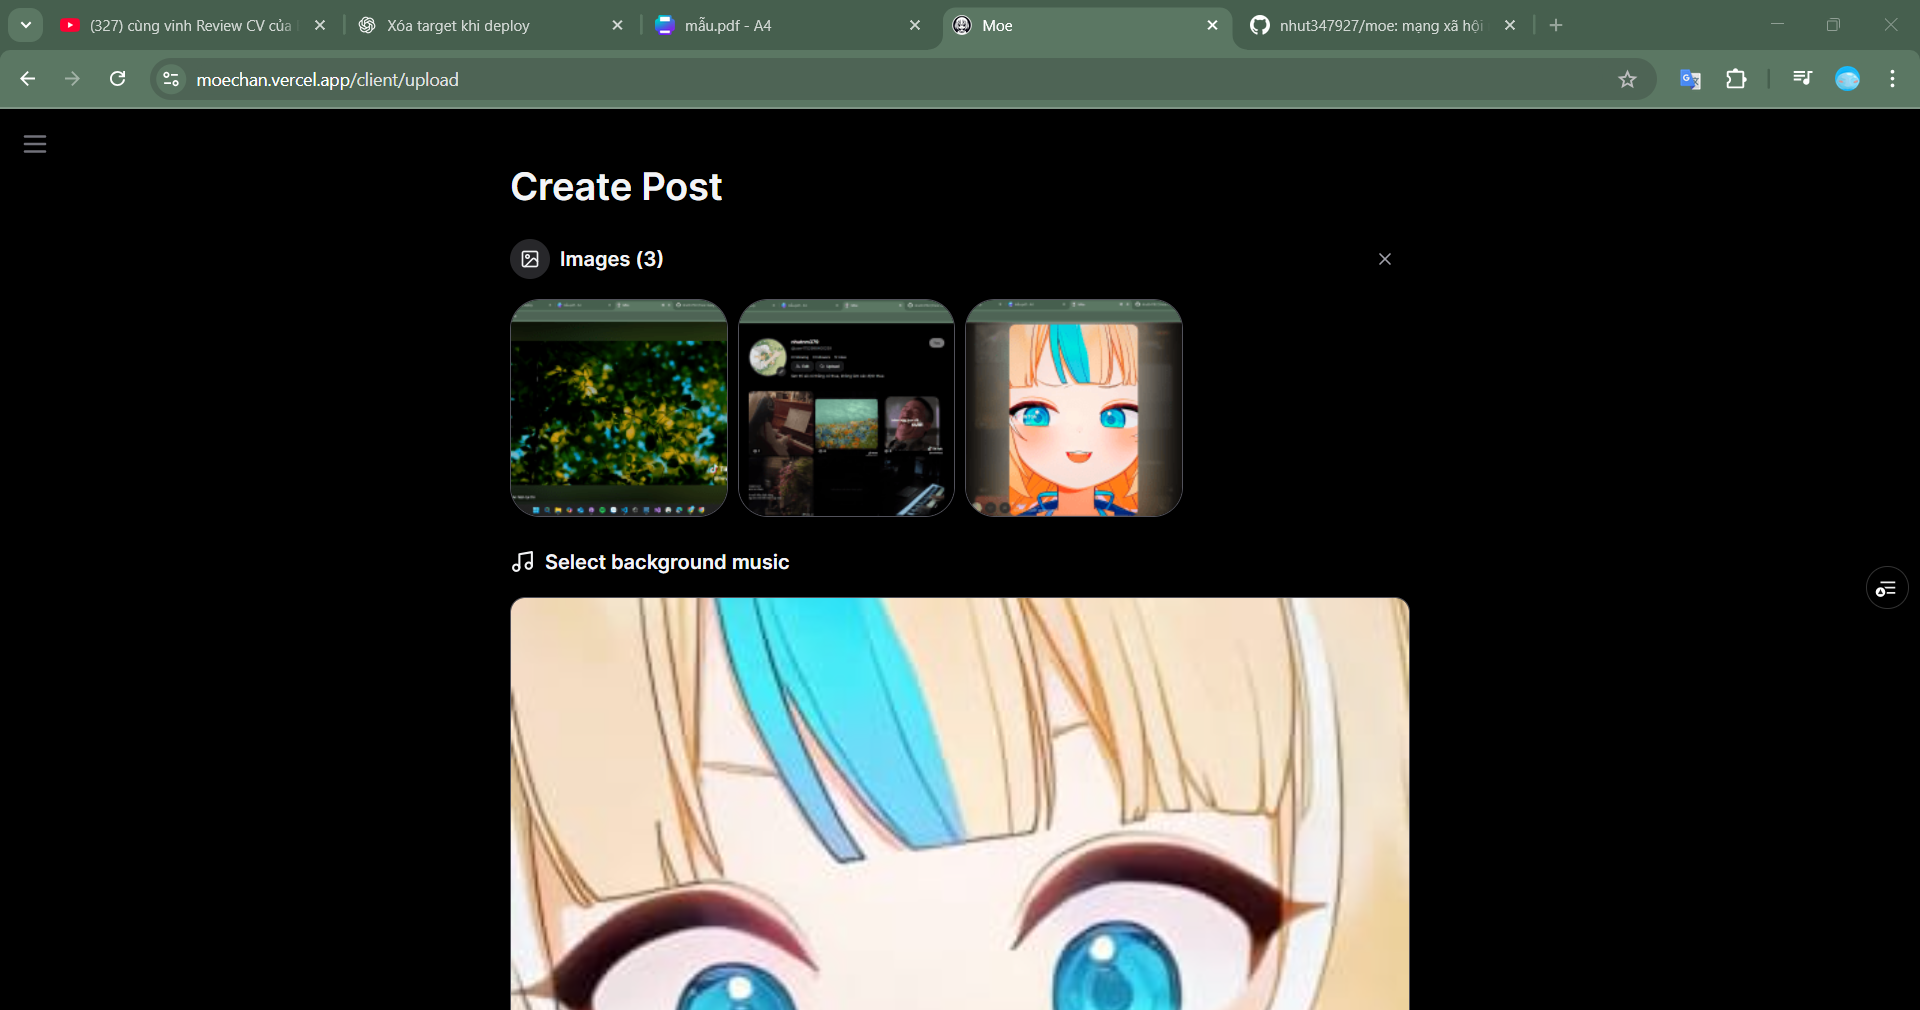 (327) cùng vinh Review CV của
Xóa target khi deploy
mẫu.pdf - A4
Moe
nhut347927/moe: mạng xã hội
moechan.vercel.app/client/upload
Create Post
Images (3)
Select background music